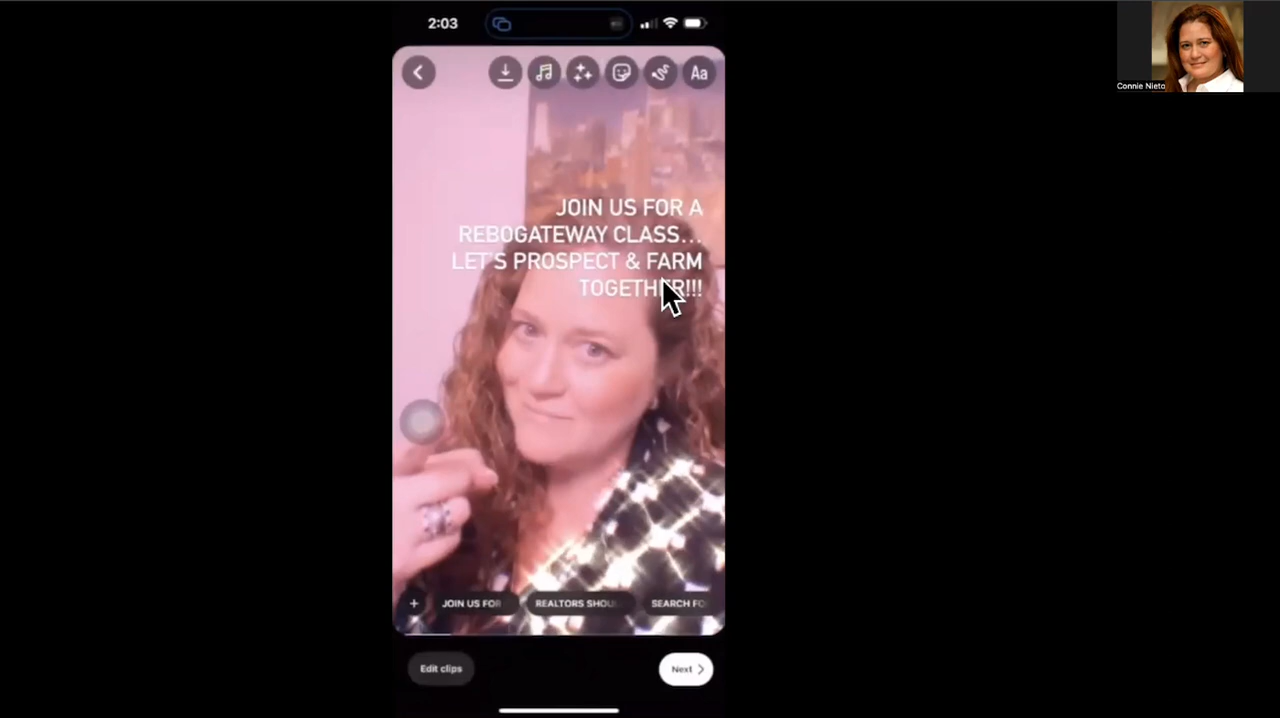 2:03
Connie Nieto
Aa
JOIN US FOR A
REBOGATEWAY CLASS...
LET'S PROSPECT & FARM
TOGETHER!!!
+ JOIN US FOR REALTORS SHOU SEARCH FO
Edit clips Next >